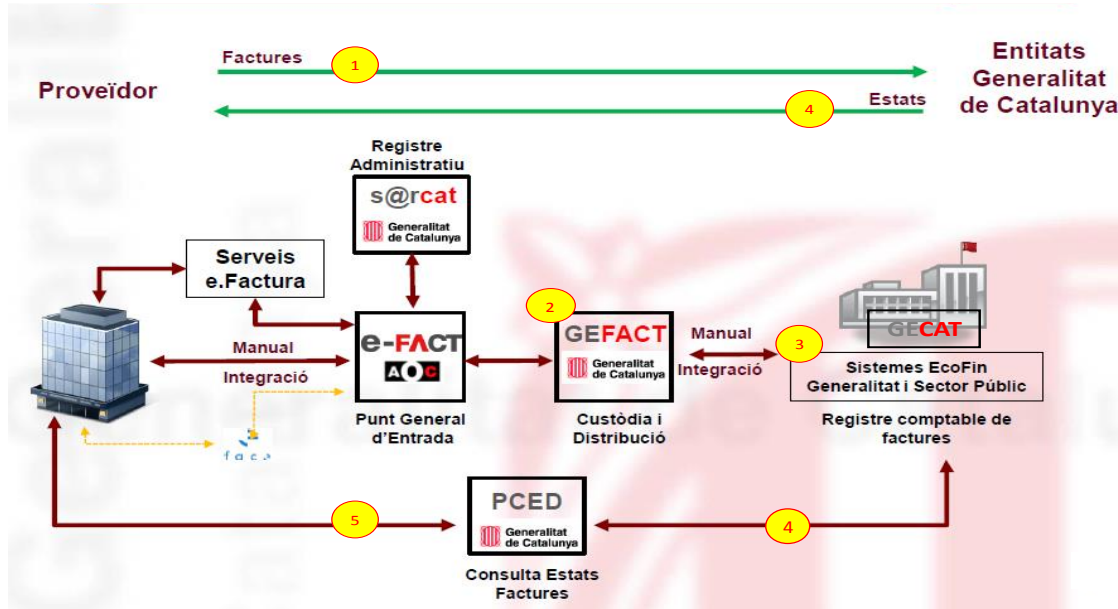 Factures
1
Entitats
Generalitat
de Catalunya
Proveïdor
4
Estats
Registre
Administratiu
s@rcat
Generalitat
de Catalunya
Serveis
e.Factura
Manual
Integració
e-FACT
AOC
Punt General
d'Entrada
2
GEFACT
Generalitat
de Catalunya
Custòdia i
Distribució
Manual
Integració
3
GECAT
Sistemes EcoFin
Generalitat i Sector Públic
Registre comptable de
factures
5
PCED
Generalitat
de Catalunya
Consulta Estats
Factures
4